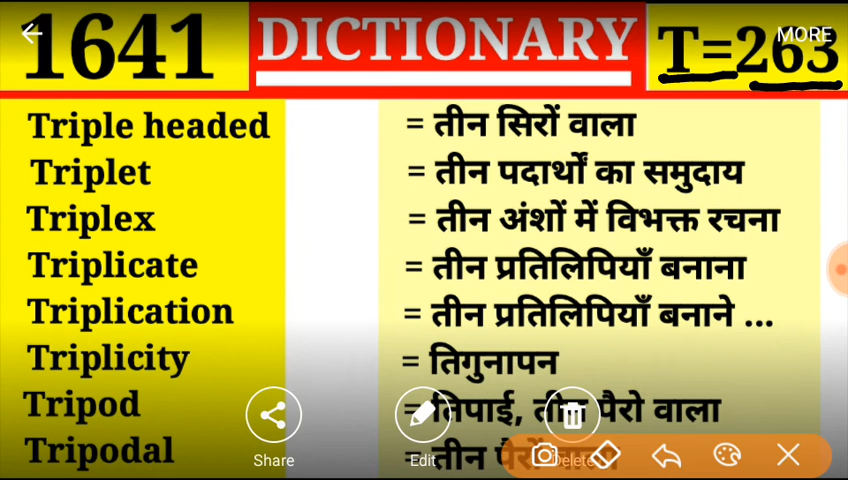 1641 DICTIONARY T=263 MORE
Triple headed = तीन सिरों वाला
Triplet = तीन पदार्थों का समुदाय
Triplex = तीन अंशों में विभक्त रचना
Triplicate = तीन प्रतिलिपियाँ बनाना
Triplication = तीन प्रतिलिपियाँ बनाने ...
Triplicity = तिगुनापन
Tripod = तिपाई, तीन पैरो वाला
Tripodal = तीन पैरों वाला
Share Edit Delete